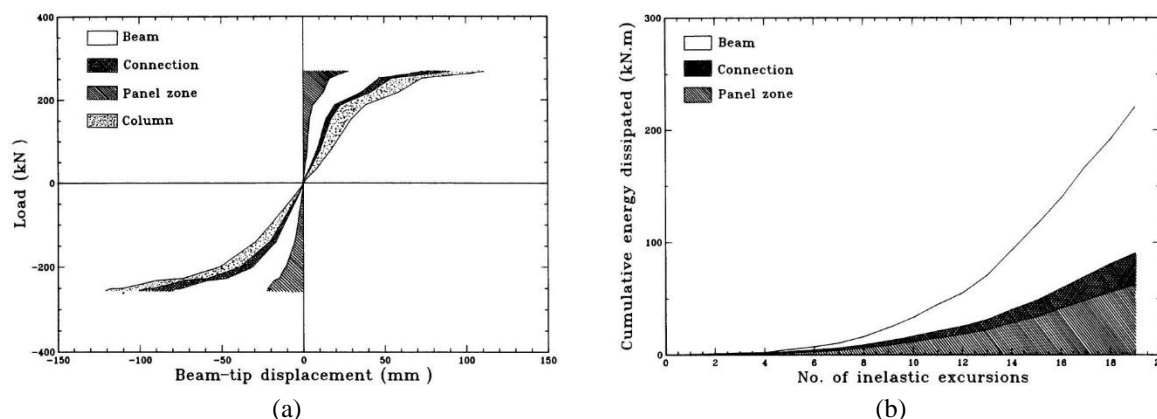 400
200
0
-200
-400
Load (kN)
Beam
Connection
Panel zone
Column
-150
-100
-50
0
50
100
150
Beam-tip displacement (mm )
(a)
300
200
100
0
Cumulative energy dissipated (kN.m)
Beam
Connection
Panel zone
0
2
4
6
8
10
12
14
16
18
No. of inelastic excursions
(b)